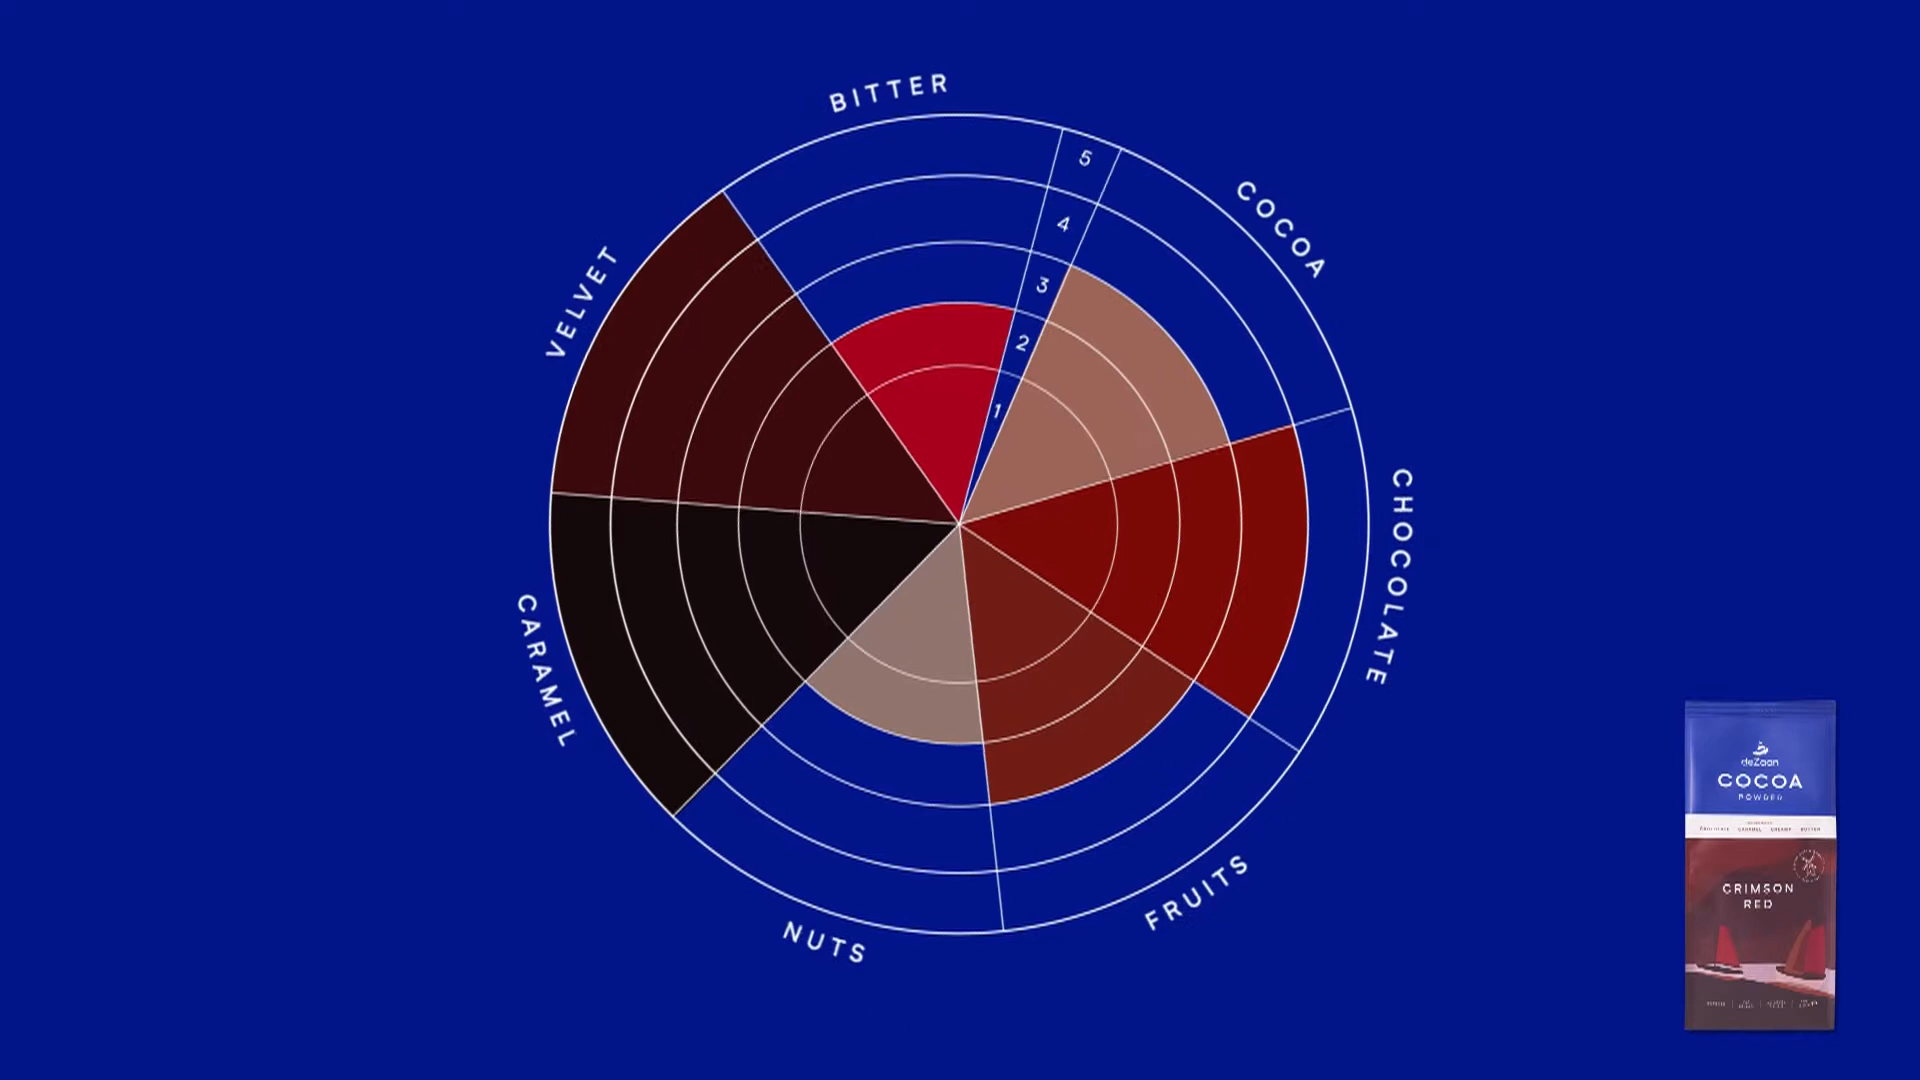 BITTER
COCOA
CHOCOLATE
FRUITS
NUTS
CARAMEL
VELVET
5
4
3
2
1
deZaan
COCOA
POWDER
CRIMSON
RED